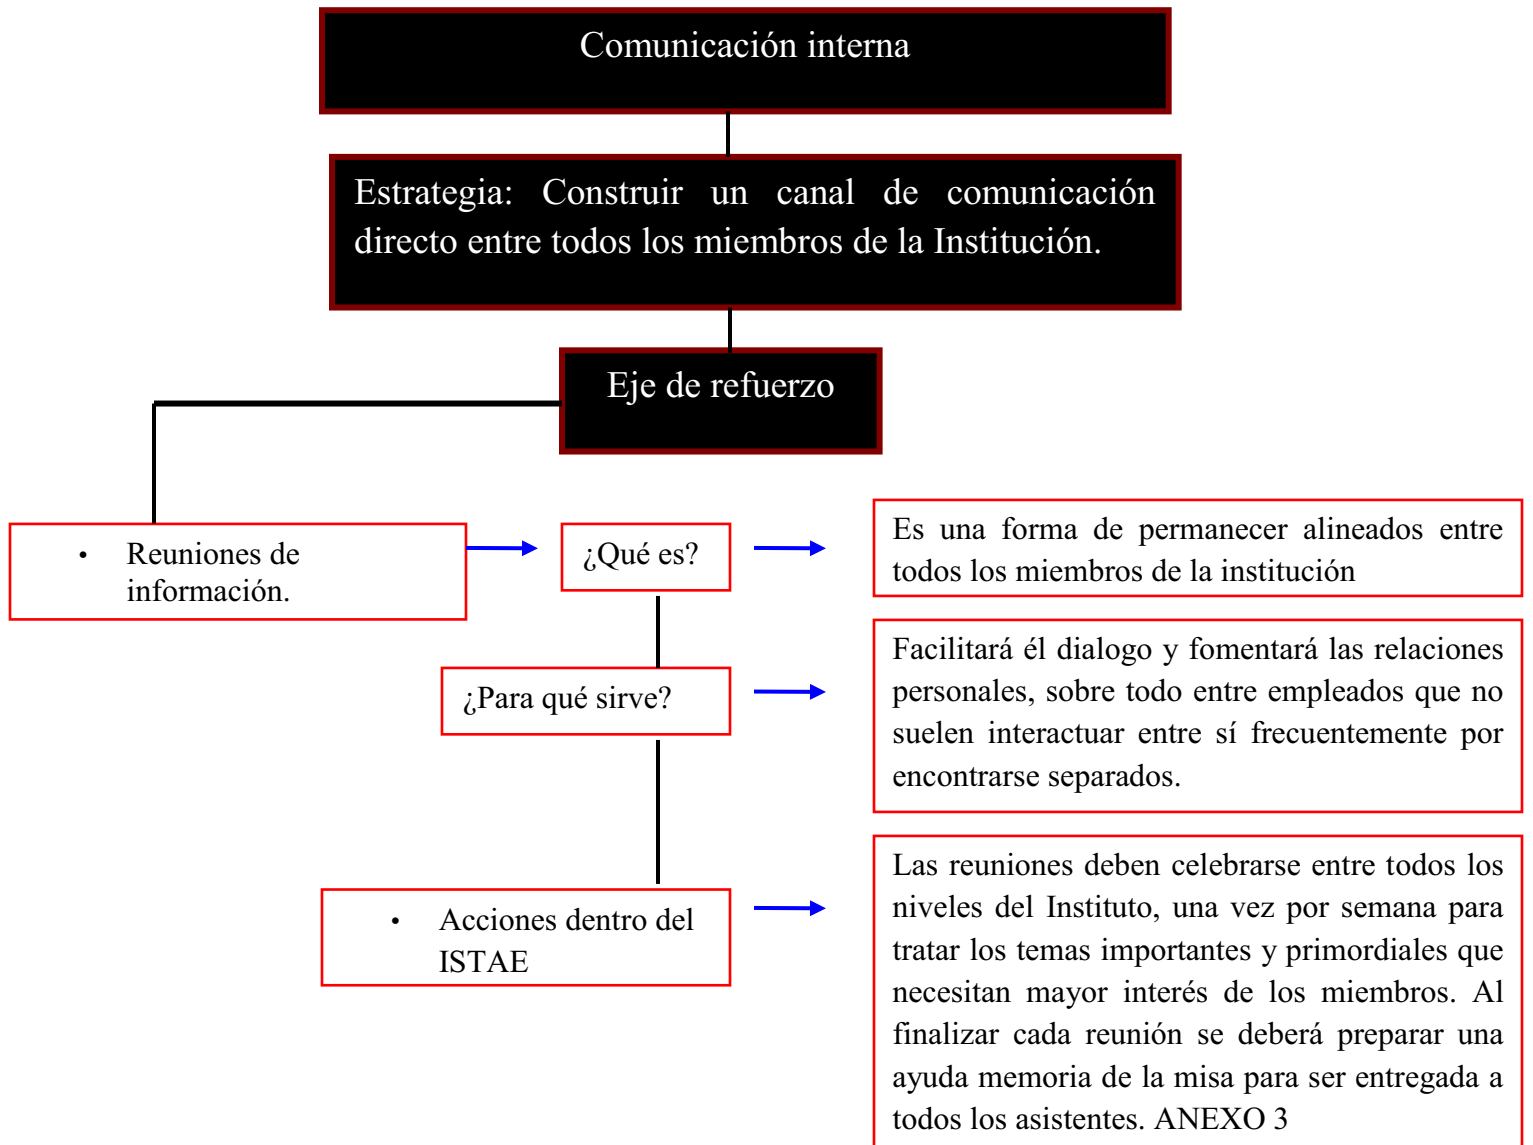 Comunicación interna
Estrategia: Construir un canal de comunicación
directo entre todos los miembros de la Institución.
Eje de refuerzo
• Reuniones de
información.
¿Qué es?
Es una forma de permanecer alineados entre
todos los miembros de la institución
¿Para qué sirve?
Facilitará él dialogo y fomentará las relaciones
personales, sobre todo entre empleados que no
suelen interactuar entre sí frecuentemente por
encontrarse separados.
• Acciones dentro del
ISTAE
Las reuniones deben celebrarse entre todos los
niveles del Instituto, una vez por semana para
tratar los temas importantes y primordiales que
necesitan mayor interés de los miembros. Al
finalizar cada reunión se deberá preparar una
ayuda memoria de la misa para ser entregada a
todos los asistentes. ANEXO 3